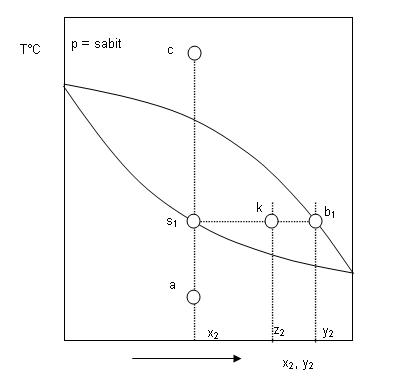 T°C
p = sabit
c
s1
k
b1
a
x2
z2
y2
x2, y2